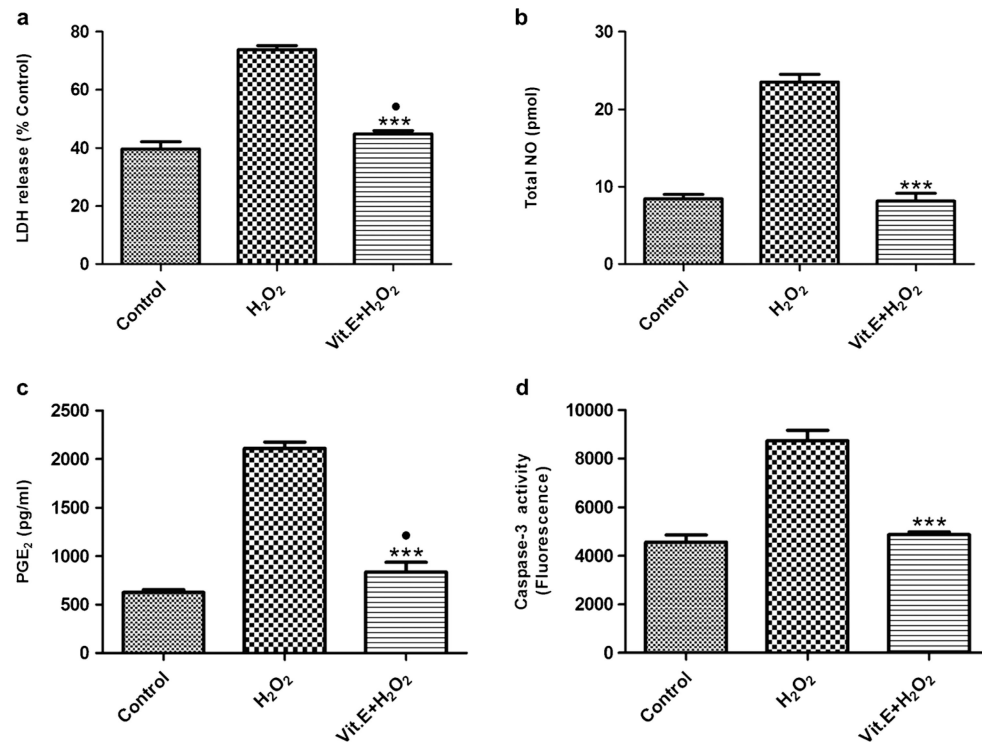 a
LDH release (% Control)
80
60
40
20
0
•
***
Control
H₂O₂
Vit.E+H₂O₂
b
Total NO (pmol)
30
20
10
0
***
Control
H₂O₂
Vit.E+H₂O₂
c
PGE₂ (pg/ml)
2500
2000
1500
1000
500
0
•
***
Control
H₂O₂
Vit.E+H₂O₂
d
Caspase-3 activity
(Fluorescence)
10000
8000
6000
4000
2000
0
***
Control
H₂O₂
Vit.E+H₂O₂